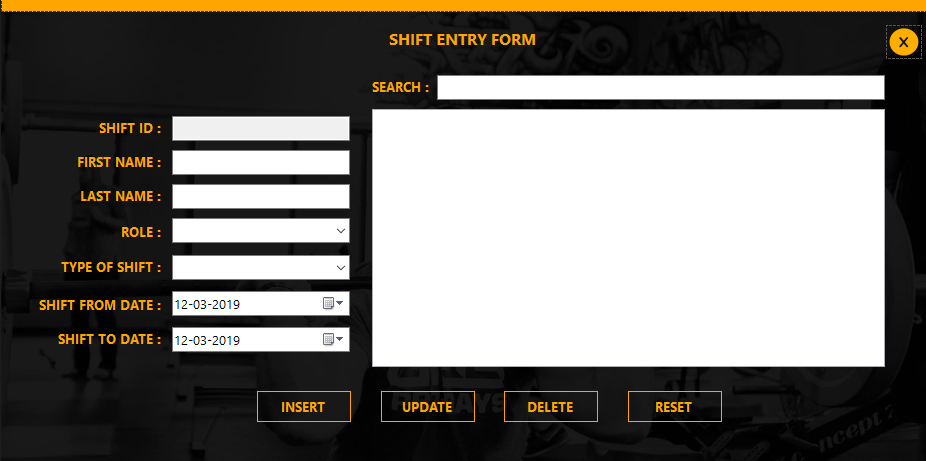 SHIFT ENTRY FORM
X
SEARCH :
SHIFT ID :
FIRST NAME :
LAST NAME :
ROLE :
TYPE OF SHIFT :
SHIFT FROM DATE : 12-03-2019
SHIFT TO DATE : 12-03-2019
INSERT UPDATE DELETE RESET